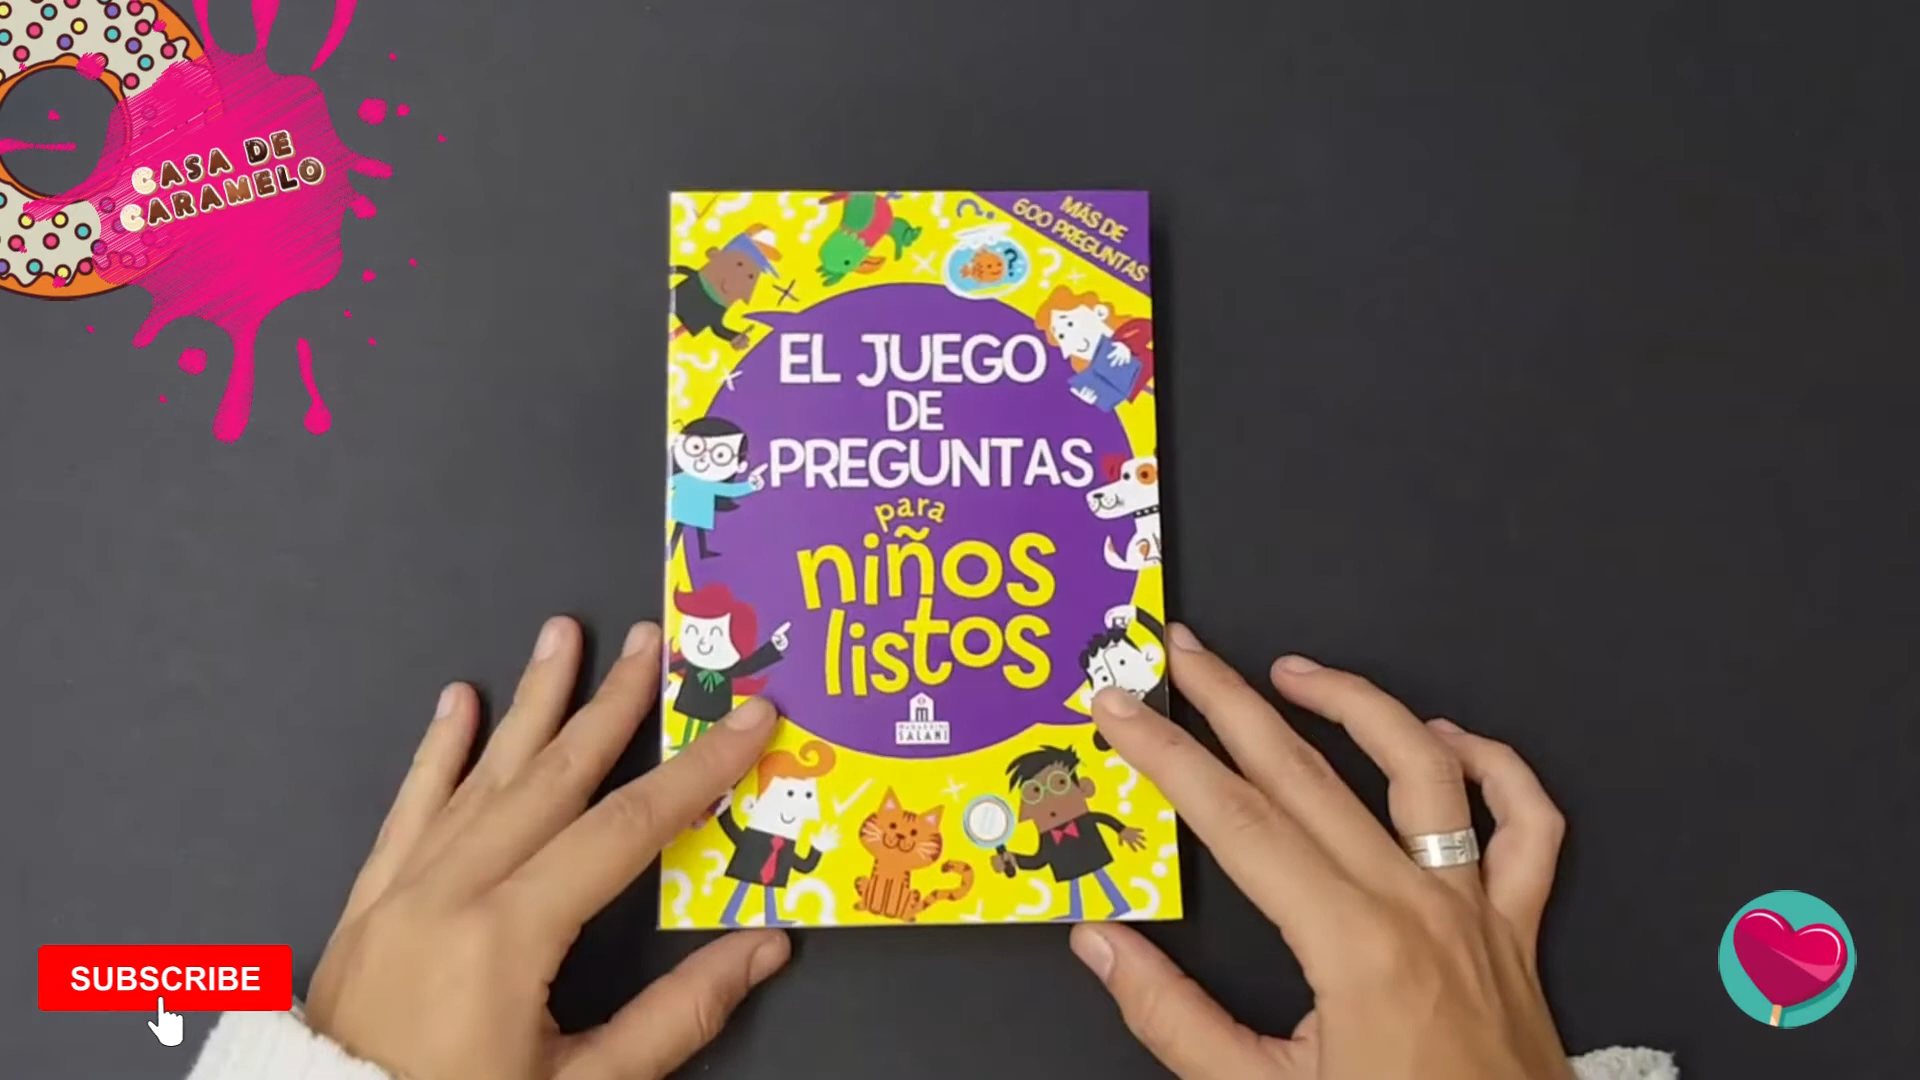 CASA DE
CARAMELO
MÁS DE
600 PREGUNTAS
EL JUEGO
DE
PREGUNTAS
para
niños
listos
SALANI
SUBSCRIBE